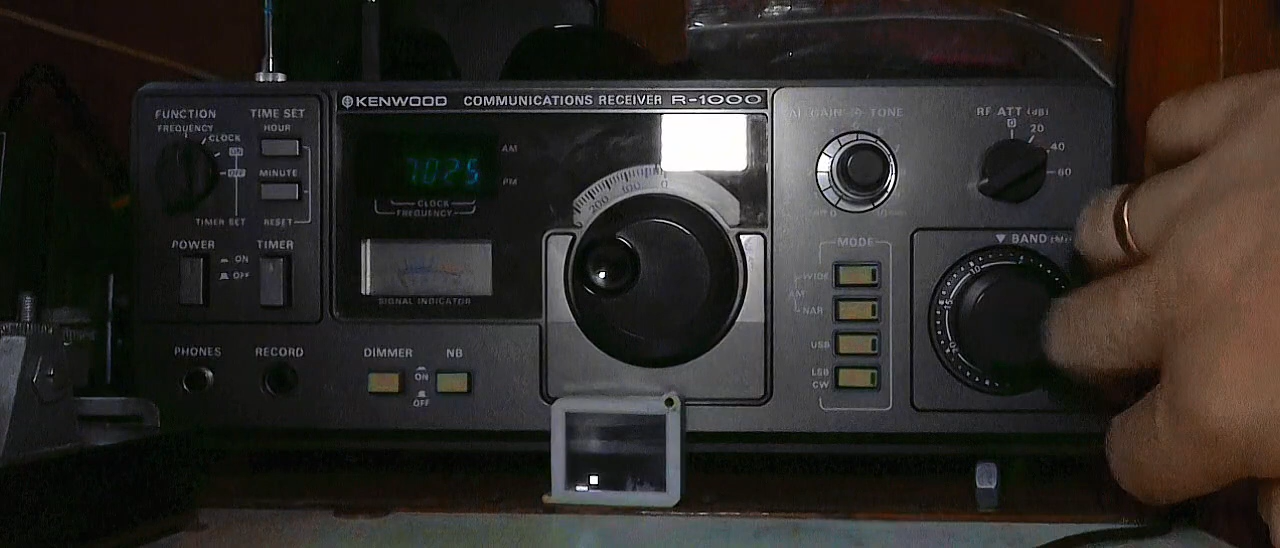 KENWOOD COMMUNICATIONS RECEIVER R-1000
FUNCTION
FREQUENCY
CLOCK
ON
OFF
TIMER SET
TIME SET
HOUR
MINUTE
RESET
POWER
TIMER
ON
OFF
PHONES
RECORD
7025
AM
PM
CLOCK
FREQUENCY
SIGNAL INDICATOR
DIMMER
NB
ON
OFF
200
100
0
GAIN
TONE
RF ATT (dB)
0
20
40
60
MODE
WIDE
AM
NAR
USB
LSB
CW
BAND
10
15
20